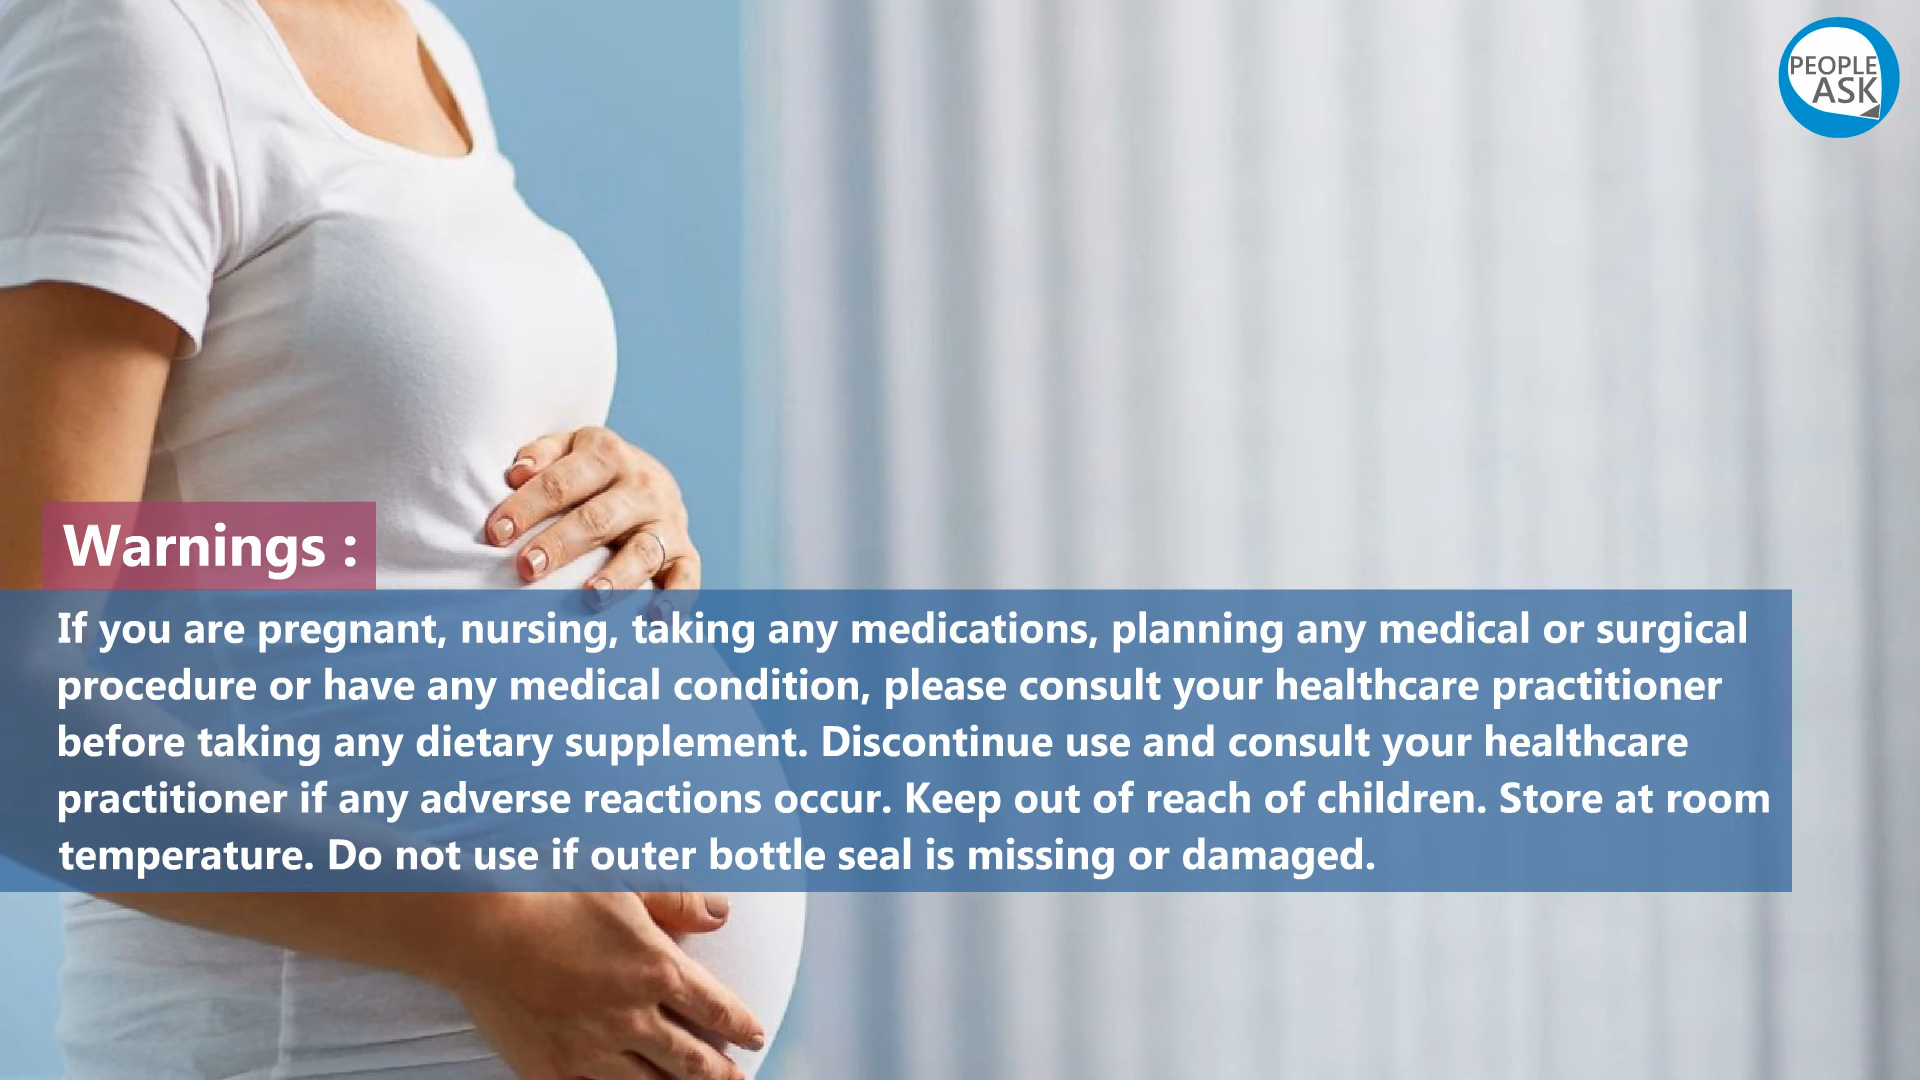 PEOPLE
ASK
Warnings :
If you are pregnant, nursing, taking any medications, planning any medical or surgical
procedure or have any medical condition, please consult your healthcare practitioner
before taking any dietary supplement. Discontinue use and consult your healthcare
practitioner if any adverse reactions occur. Keep out of reach of children. Store at room
temperature. Do not use if outer bottle seal is missing or damaged.